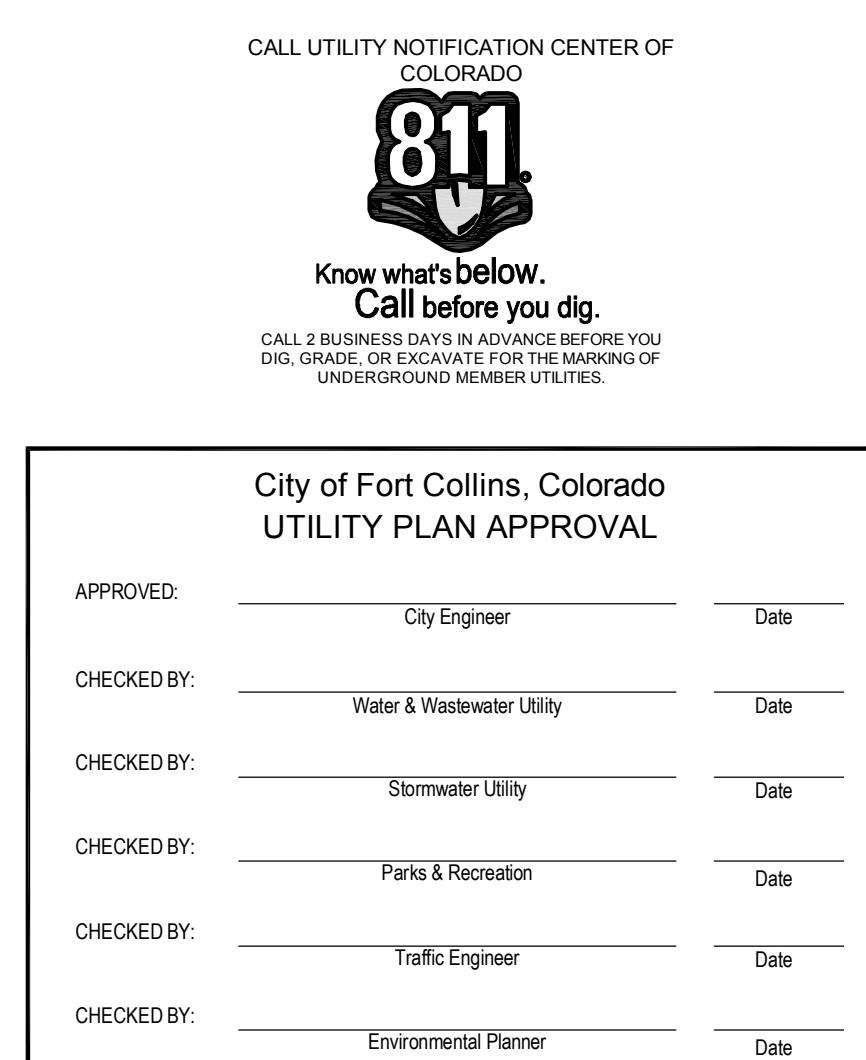 CALL UTILITY NOTIFICATION CENTER OF
COLORADO
811.
Know what's below.
Call before you dig.
CALL 2 BUSINESS DAYS IN ADVANCE BEFORE YOU
DIG, GRADE, OR EXCAVATE FOR THE MARKING OF
UNDERGROUND MEMBER UTILITIES.
City of Fort Collins, Colorado
UTILITY PLAN APPROVAL
APPROVED:
City Engineer Date
CHECKED BY:
Water & Wastewater Utility Date
CHECKED BY:
Stormwater Utility Date
CHECKED BY:
Parks & Recreation Date
CHECKED BY:
Traffic Engineer Date
CHECKED BY:
Environmental Planner Date